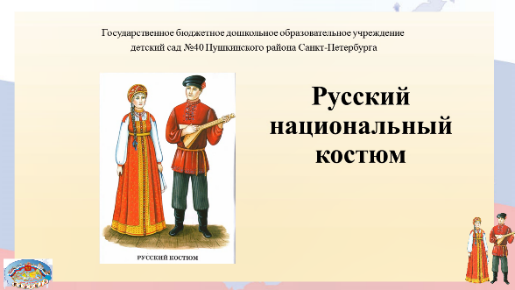 Государственное бюджетное дошкольное образовательное учреждение
детский сад №40 Пушкинского района Санкт-Петербурга
Русский
национальный
костюм
РУССКИЙ КОСТЮМ